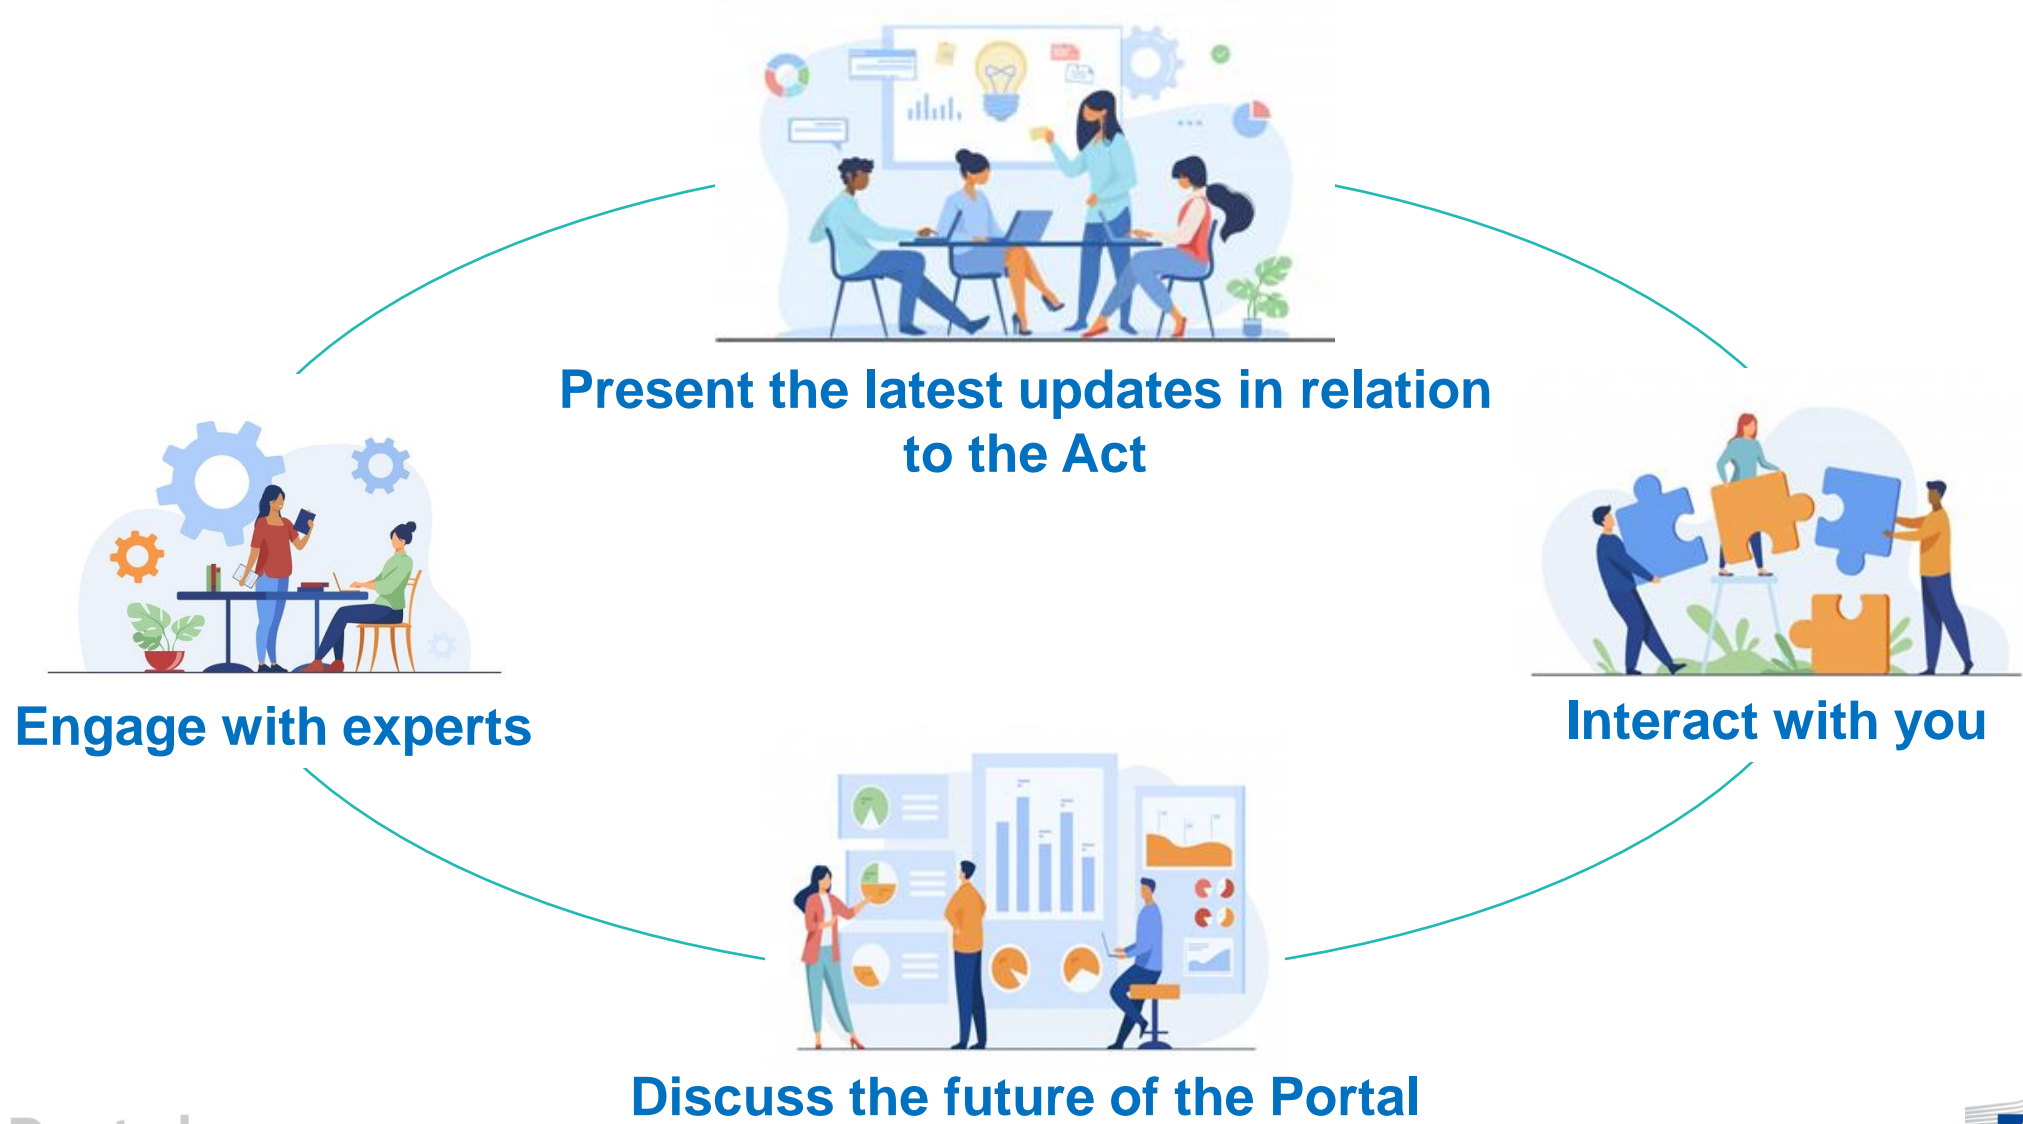 Present the latest updates in relation
to the Act
Engage with experts
Interact with you
Discuss the future of the Portal